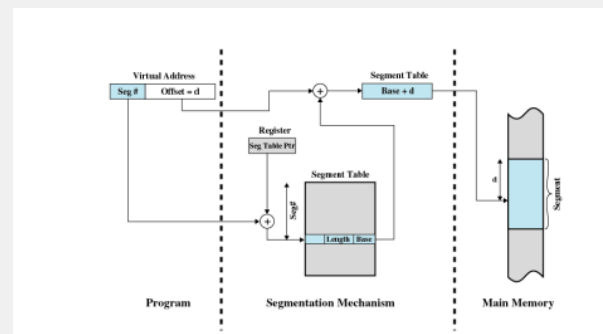 Virtual Address
Seg # Offset = d
Segment Table
Base + d
Register
Seg Table Ptr
Segment Table
Seg#
Length Base
d
Segment
Program
Segmentation Mechanism
Main Memory
+
+